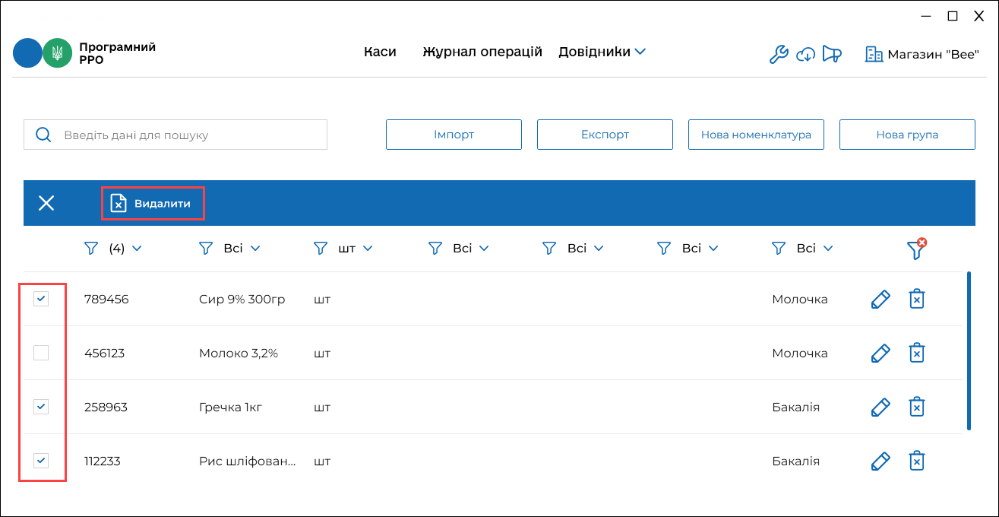 Програмний
РРО
Каси
Журнал операцій
Довідники
Магазин "Bee"
Введіть дані для пошуку
Імпорт
Експорт
Нова номенклатура
Нова група
Видалити
(4)
Всі
шт
Всі
Всі
Всі
Всі
789456 Сир 9% 300гр шт Молочка
456123 Молоко 3,2% шт Молочка
258963 Гречка 1кг шт Бакалія
112233 Рис шліфован... шт Бакалія